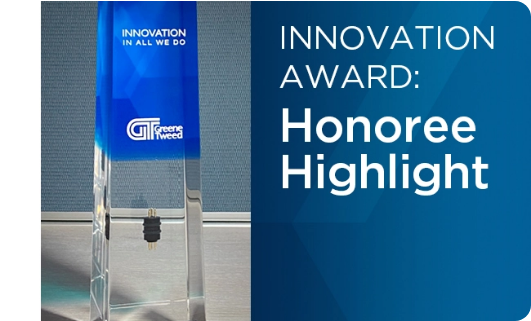 INNOVATION
IN ALL WE DO
GT Greene
Tweed
INNOVATION
AWARD:
Honoree
Highlight